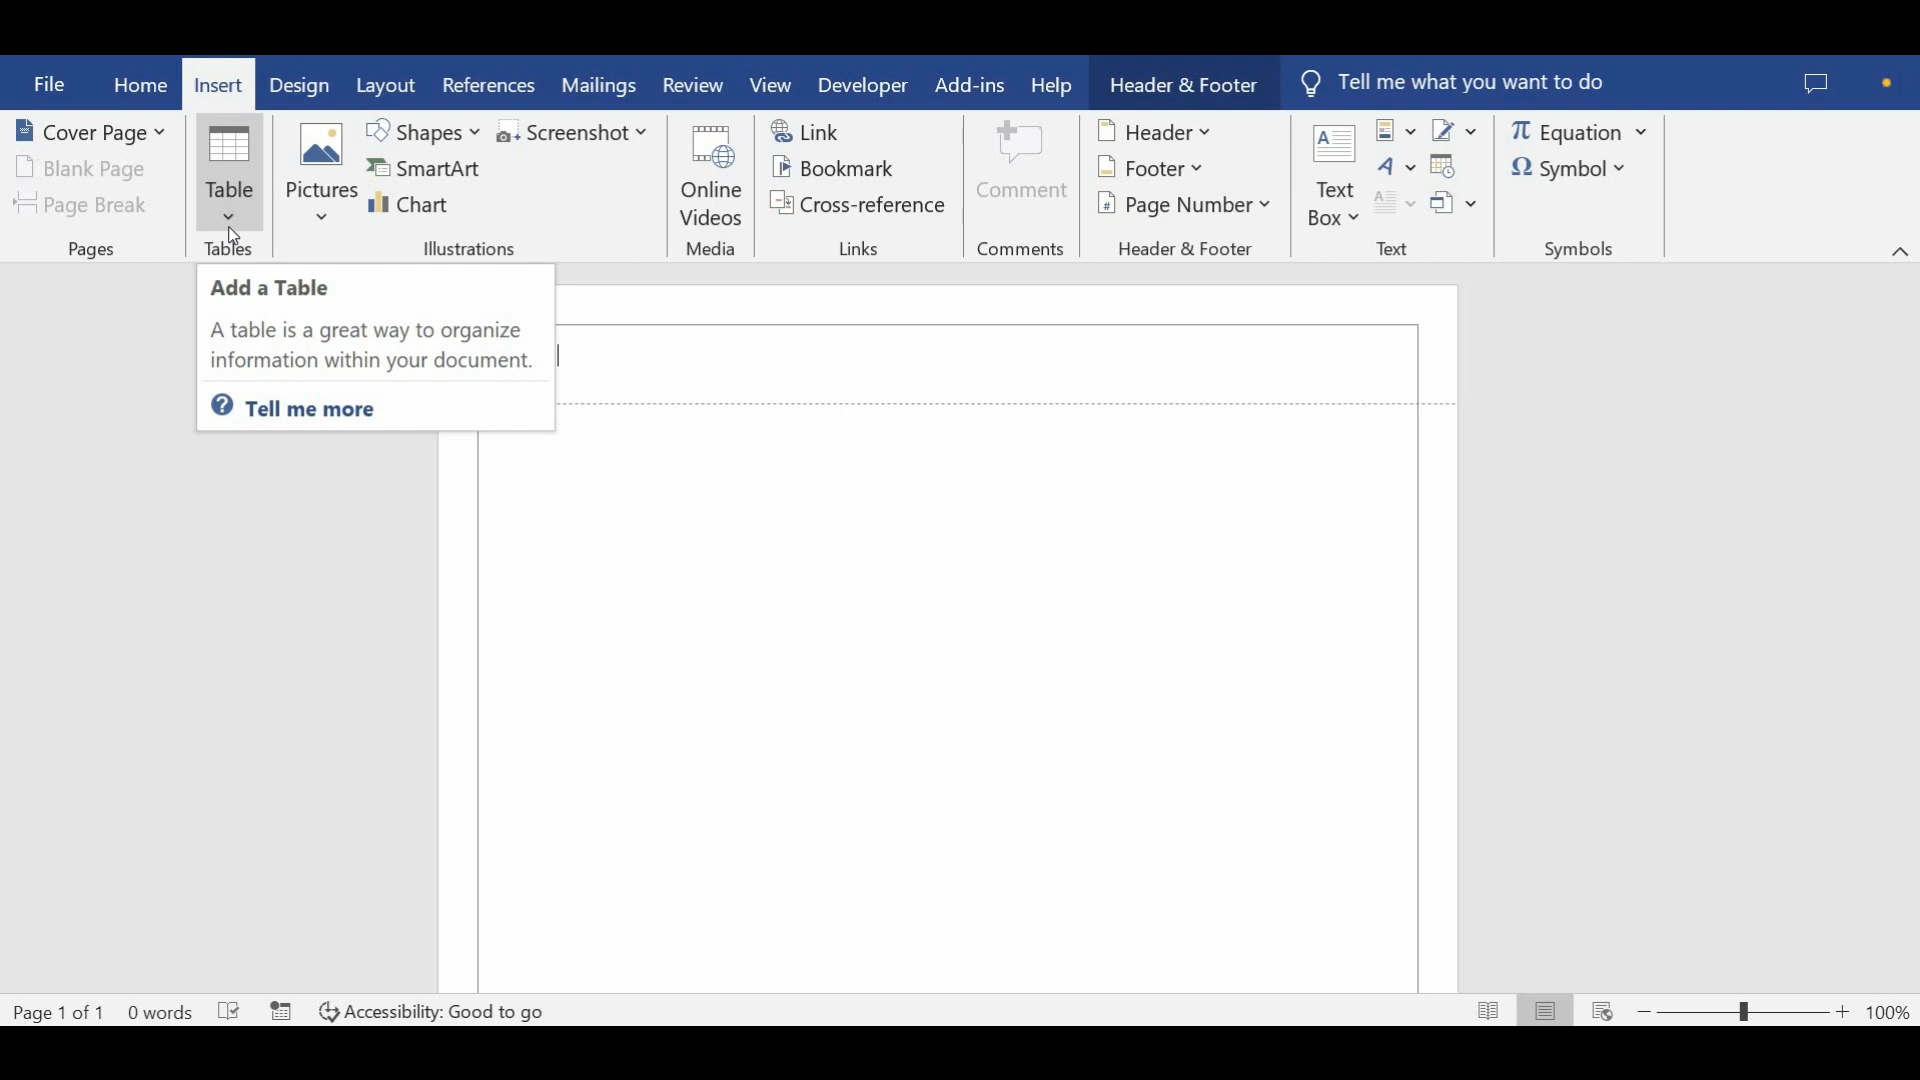 File Home Insert Design Layout References Mailings Review View Developer Add-ins Help Header & Footer Tell me what you want to do
Cover Page
Blank Page
Page Break
Pages
Table
Tables
Pictures
Shapes
SmartArt
Chart
Screenshot
Illustrations
Online
Videos
Media
Link
Bookmark
Cross-reference
Links
Comment
Comments
Header
Footer
Page Number
Header & Footer
Text
Box
Text
Equation
Symbol
Symbols
Add a Table
A table is a great way to organize
information within your document.
Tell me more
Page 1 of 1 0 words Accessibility: Good to go 100%